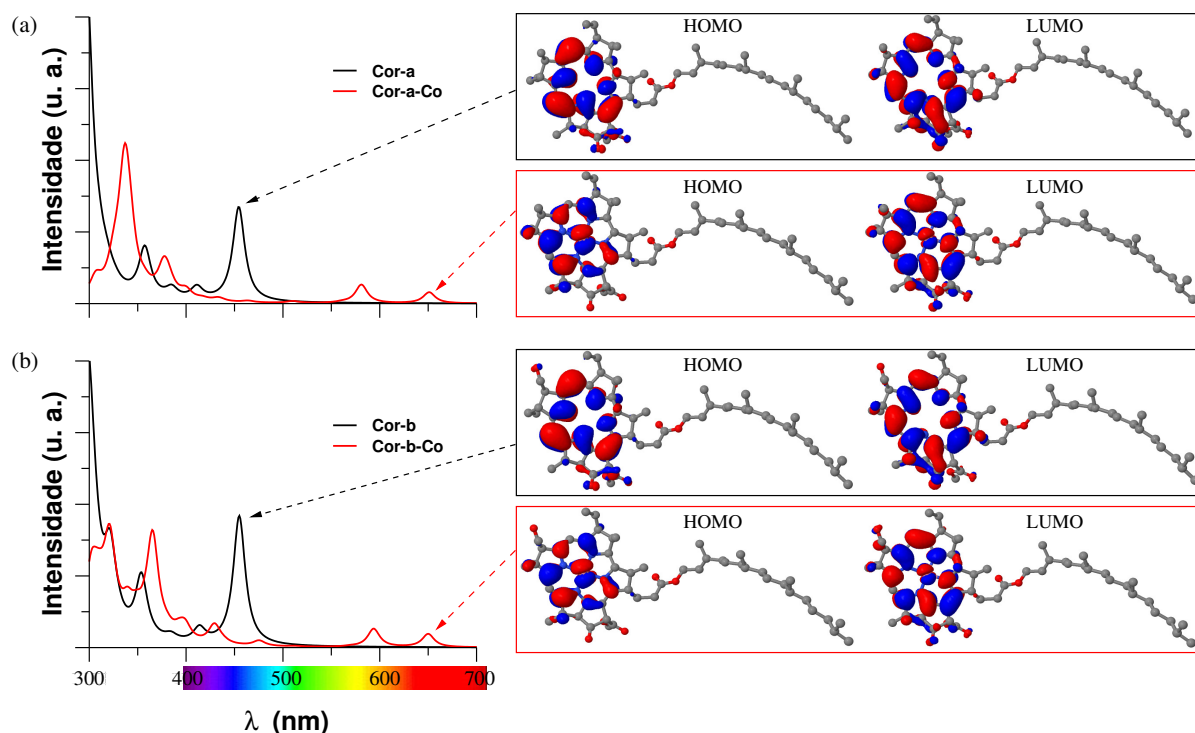 (a)
Intensidade (u. a.)
Cor-a
Cor-a-Co
HOMO LUMO
HOMO LUMO
(b)
Intensidade (u. a.)
Cor-b
Cor-b-Co
HOMO LUMO
HOMO LUMO
300 400 500 600 700
λ (nm)